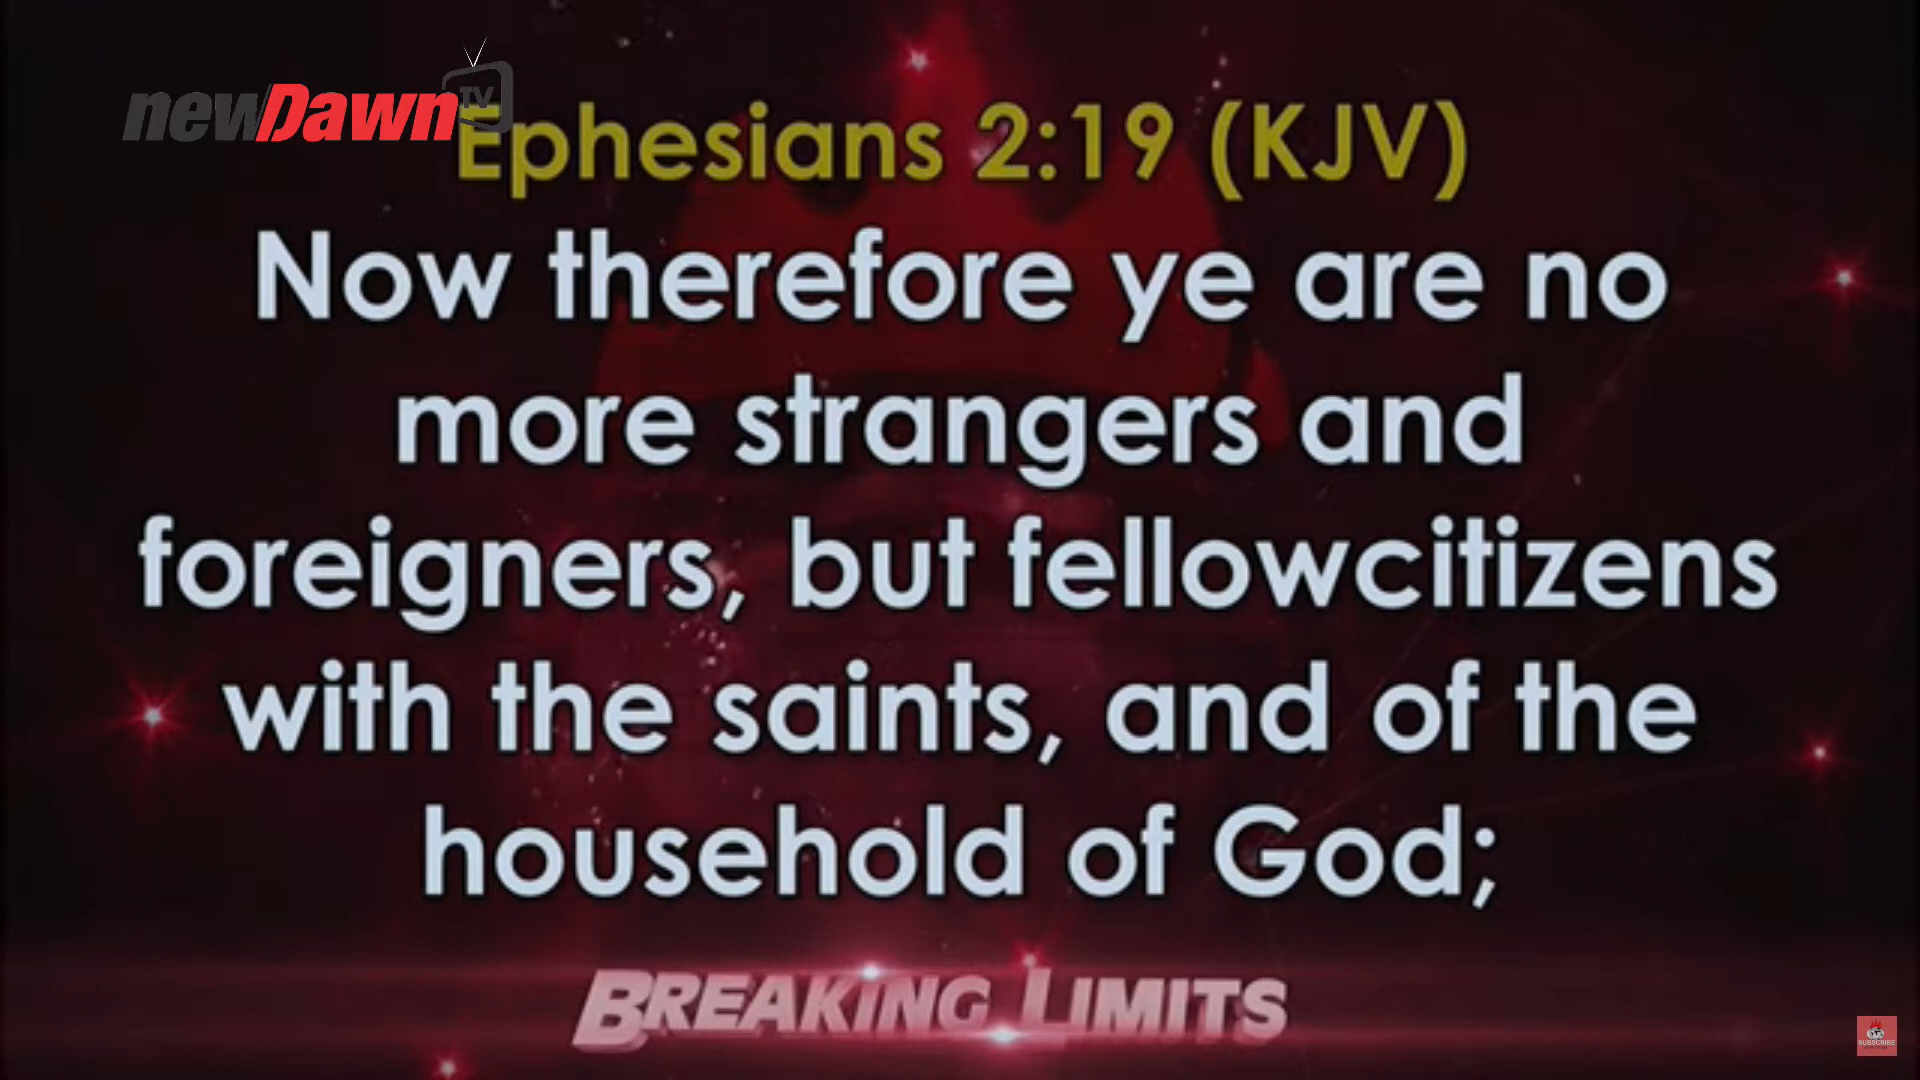 newDawn TV
Ephesians 2:19 (KJV)
Now therefore ye are no
more strangers and
foreigners, but fellowcitizens
with the saints, and of the
household of God;
BREAKING LIMITS
SUBSCRIBE